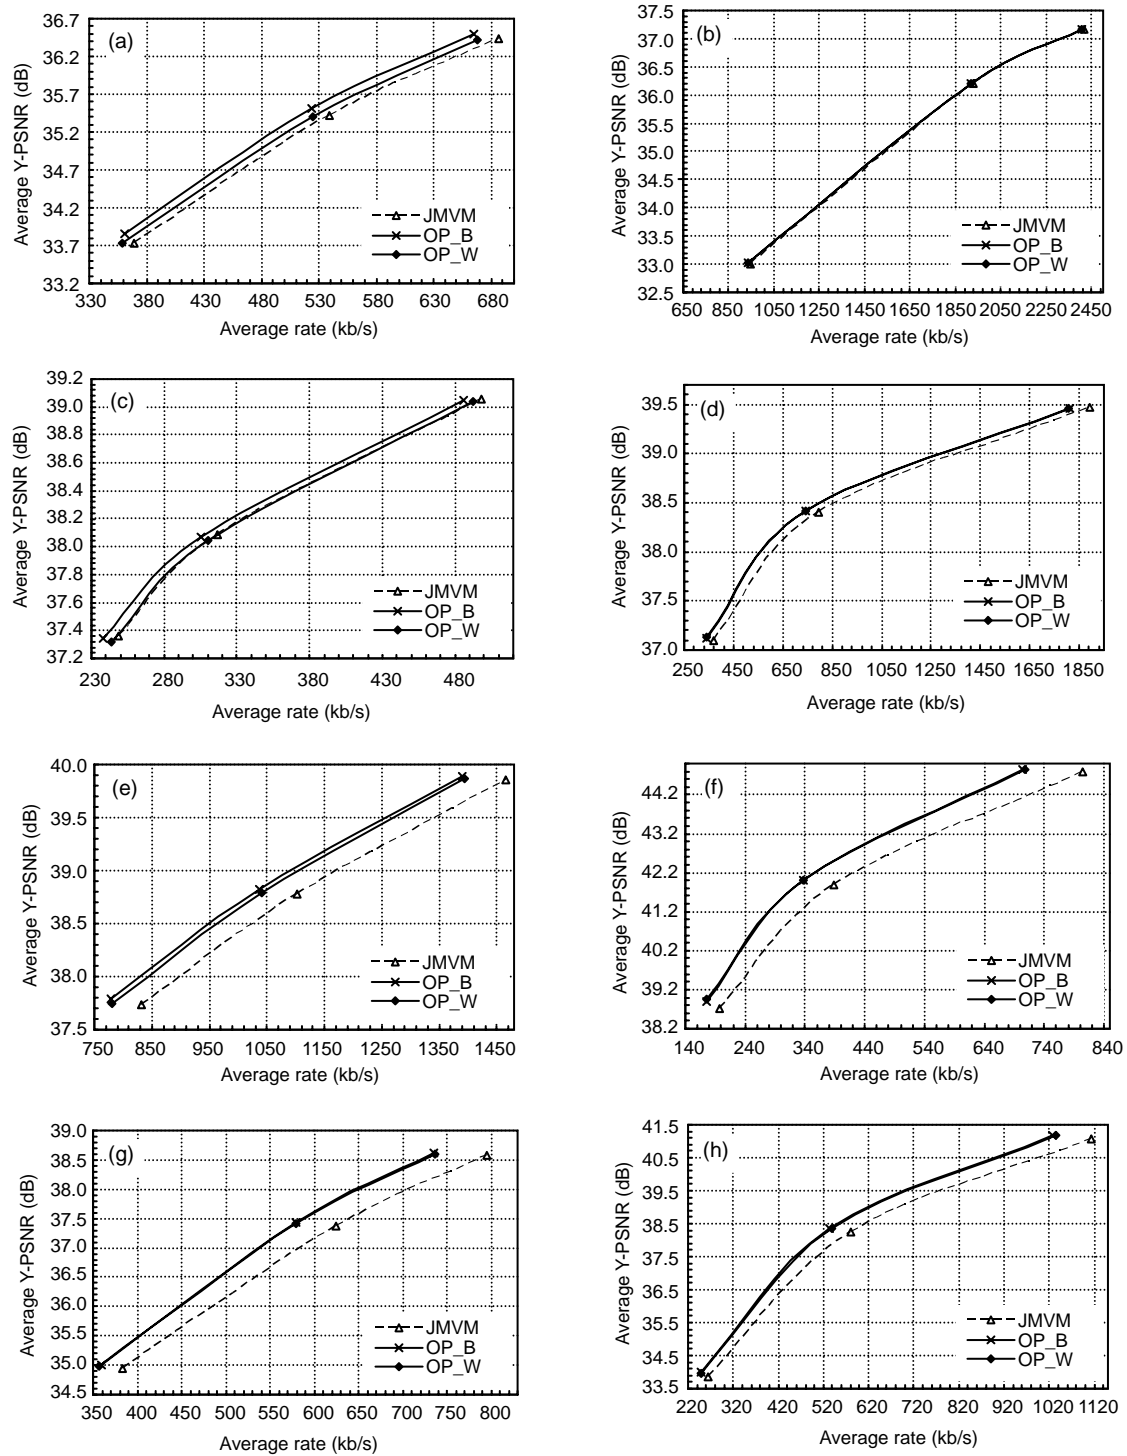 (a)
Average Y-PSNR (dB)
36.7
36.2
35.7
35.2
34.7
34.2
33.7
33.2
JMVM
OP_B
OP_W
330 380 430 480 530 580 630 680
Average rate (kb/s)
(b)
Average Y-PSNR (dB)
37.5
37.0
36.5
35.5
35.0
34.5
34.0
33.5
33.0
32.5
JMVM
OP_B
OP_W
650 850 1050 1250 1450 1650 1850 2050 2250 2450
Average rate (kb/s)
(c)
Average Y-PSNR (dB)
39.2
39.0
38.8
38.6
38.4
38.2
38.0
37.8
37.6
37.4
37.2
JMVM
OP_B
OP_W
230 280 330 380 430 480
Average rate (kb/s)
(d)
Average Y-PSNR (dB)
39.5
39.0
38.5
38.0
37.5
37.0
JMVM
OP_B
OP_W
250 450 650 850 1050 1250 1450 1650 1850
Average rate (kb/s)
(e)
Average Y-PSNR (dB)
40.0
39.5
39.0
38.5
38.0
37.5
JMVM
OP_B
OP_W
750 850 950 1050 1150 1250 1350 1450
Average rate (kb/s)
(f)
Average Y-PSNR (dB)
44.2
43.2
42.2
41.2
40.2
39.2
38.2
JMVM
OP_B
OP_W
140 240 340 440 540 640 740 840
Average rate (kb/s)
(g)
Average Y-PSNR (dB)
39.0
38.5
38.0
37.5
37.0
36.5
36.0
35.5
35.0
34.5
JMVM
OP_B
OP_W
350 400 450 500 550 600 650 700 750 800
Average rate (kb/s)
(h)
Average Y-PSNR (dB)
41.5
40.5
39.5
38.5
37.5
36.5
35.5
34.5
33.5
JMVM
OP_B
OP_W
220 320 420 520 620 720 820 920 1020 1120
Average rate (kb/s)